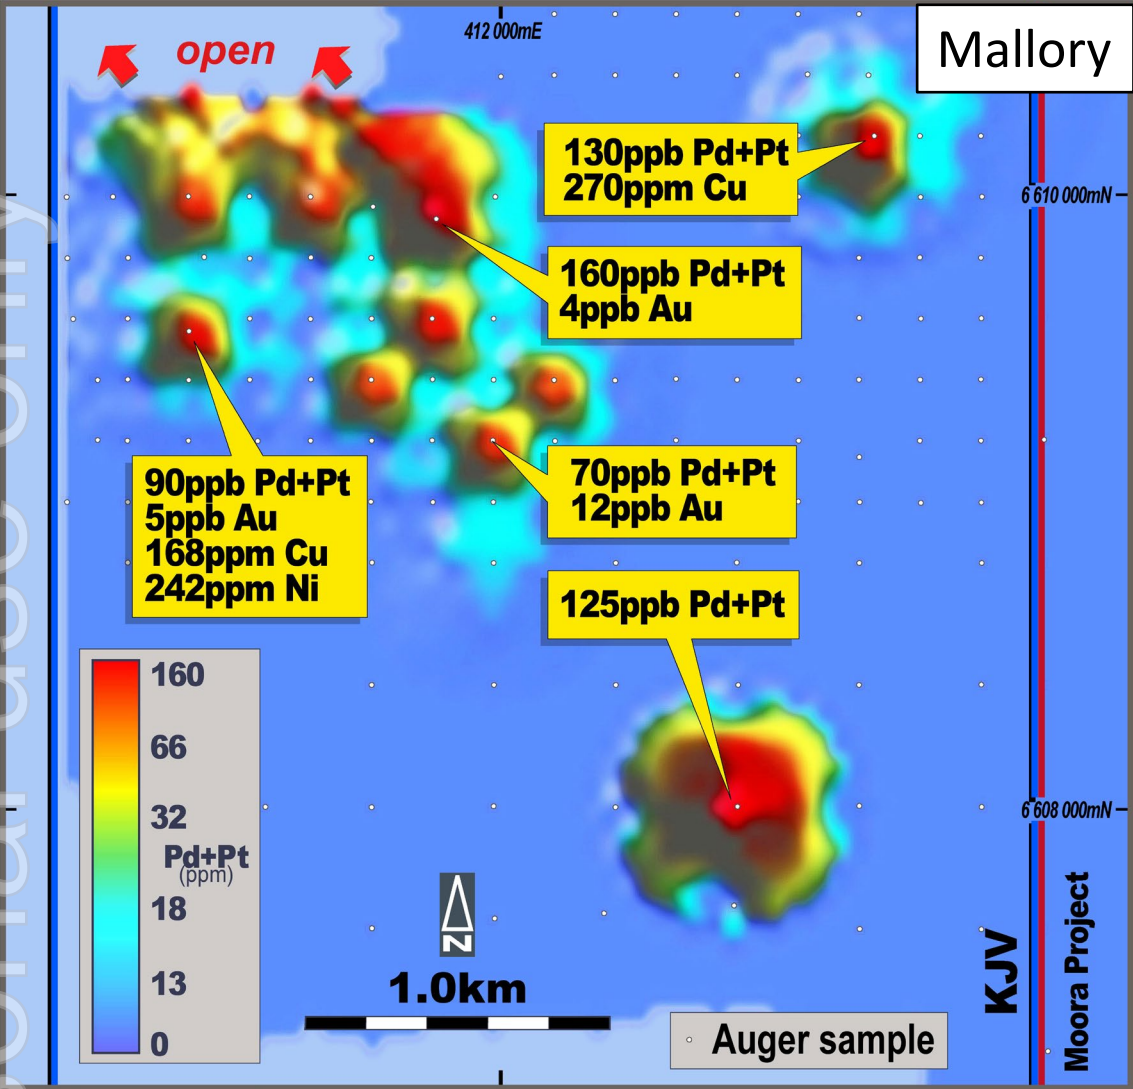 412 000mE
Mallory
open
130ppb Pd+Pt
270ppm Cu
6 610 000mN
160ppb Pd+Pt
4ppb Au
90ppb Pd+Pt
5ppb Au
168ppm Cu
242ppm Ni
70ppb Pd+Pt
12ppb Au
125ppb Pd+Pt
160
66
32
Pd+Pt
(ppm)
18
13
0
6 608 000mN
N
1.0km
KJV
Moora Project
Auger sample